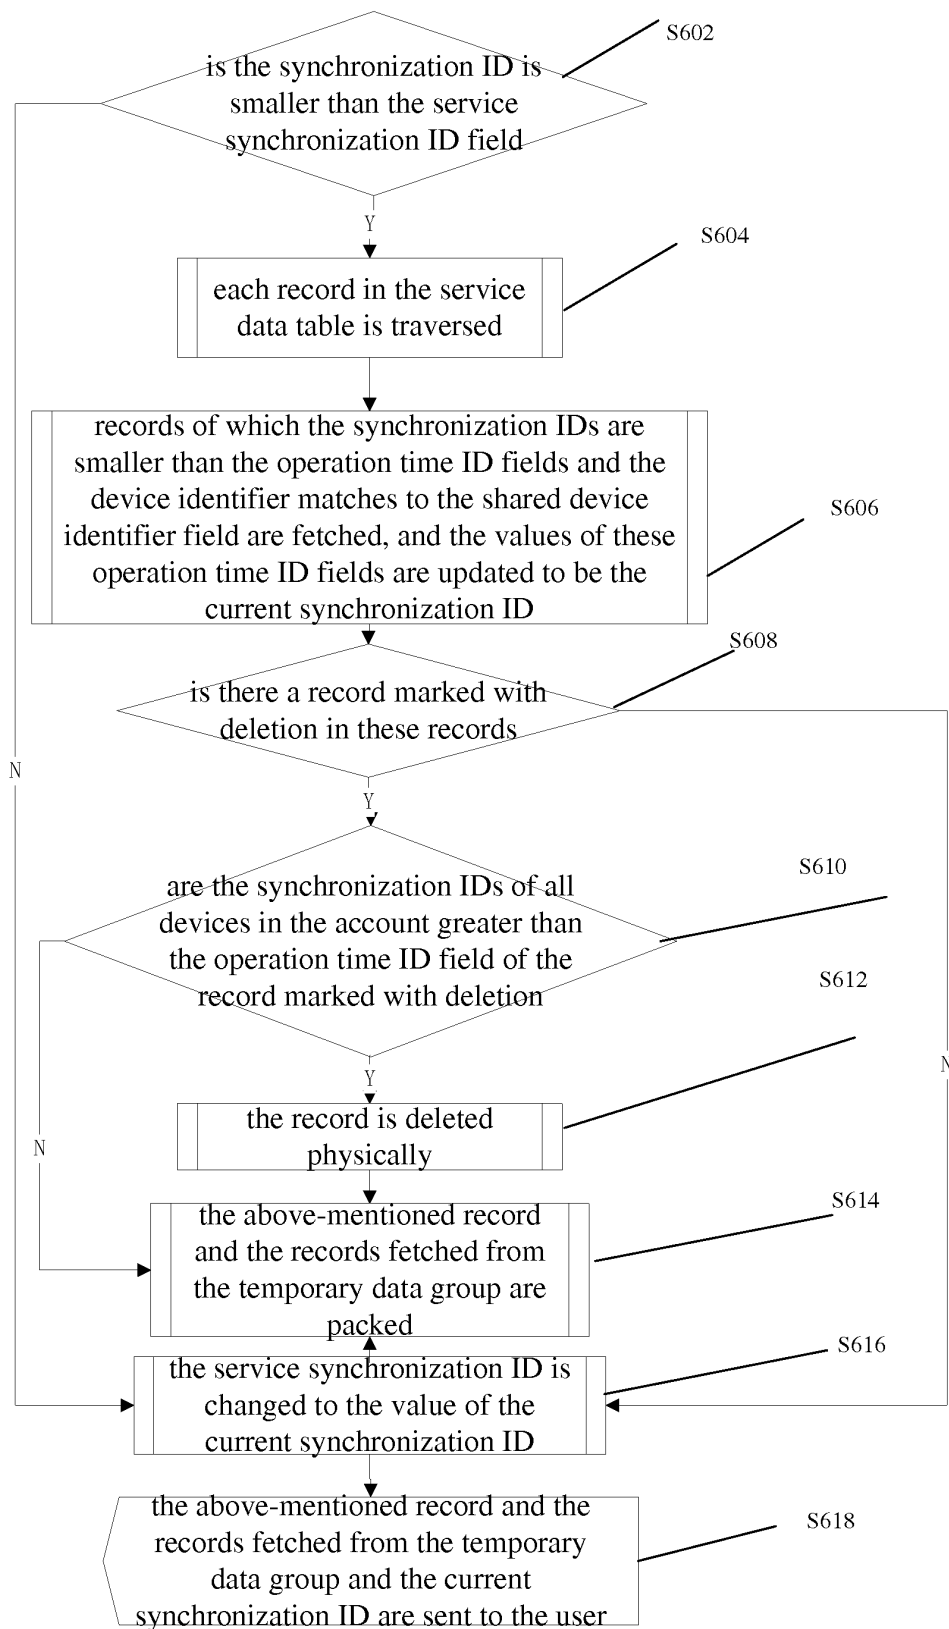 S602
is the synchronization ID is
smaller than the service
synchronization ID field
Y
S604
each record in the service
data table is traversed
records of which the synchronization IDs are
smaller than the operation time ID fields and the
device identifier matches to the shared device
identifier field are fetched, and the values of these
operation time ID fields are updated to be the
current synchronization ID
S606
S608
is there a record marked with
deletion in these records
N
Y
S610
are the synchronization IDs of all
devices in the account greater than
the operation time ID field of the
record marked with deletion
S612
N
Y
the record is deleted
physically
N
S614
the above-mentioned record
and the records fetched from
the temporary data group are
packed
S616
the service synchronization ID is
changed to the value of the
current synchronization ID
the above-mentioned record and the
records fetched from the temporary
data group and the current
synchronization ID are sent to the user
S618